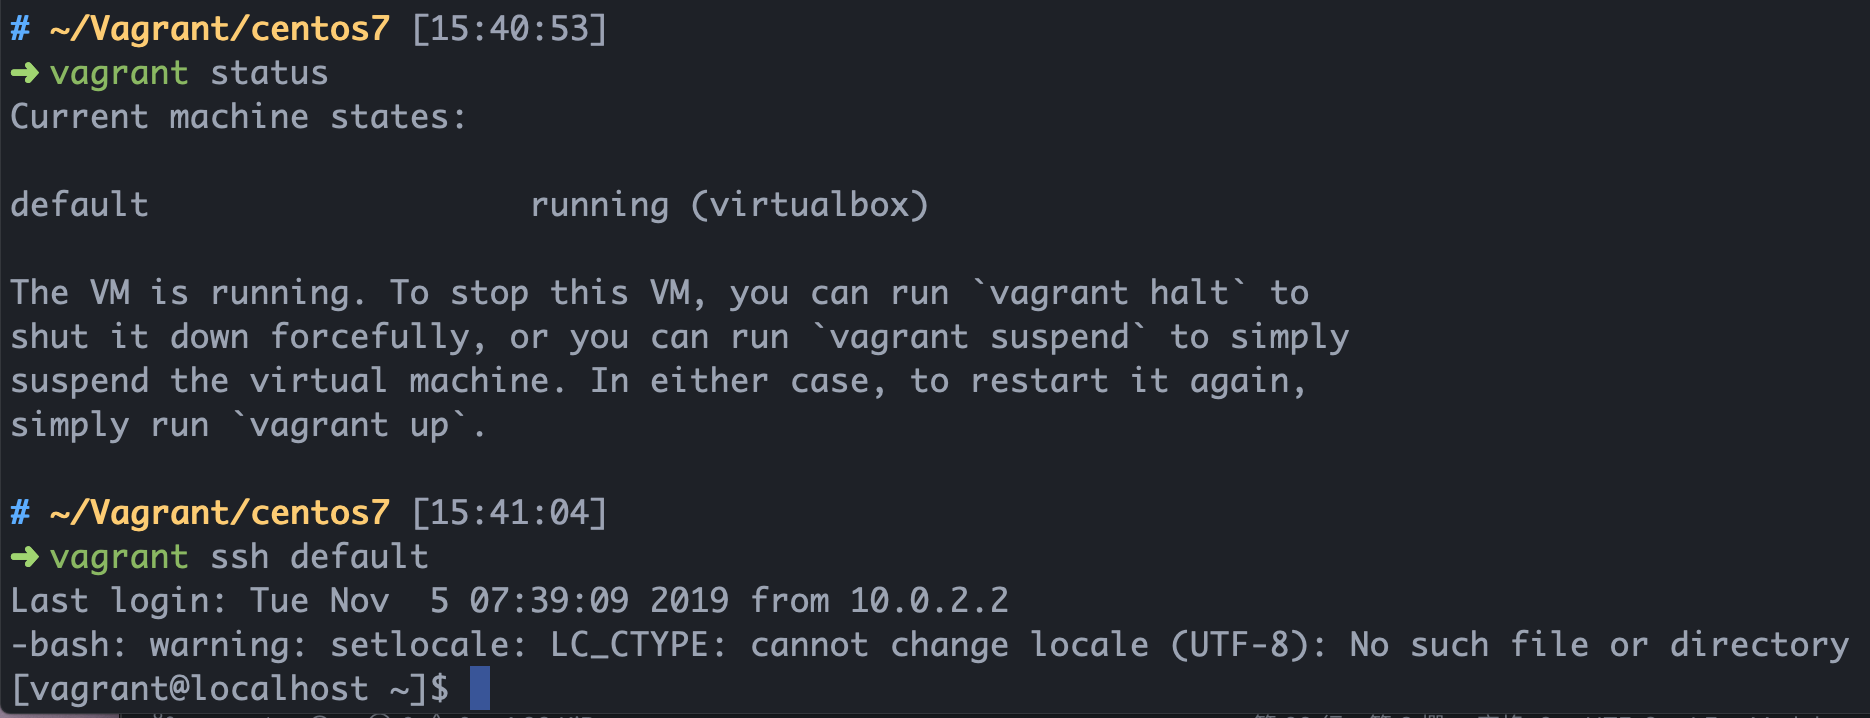 # ~/Vagrant/centos7 [15:40:53]
➜ vagrant status
Current machine states:
default                   running (virtualbox)
The VM is running. To stop this VM, you can run `vagrant halt` to
shut it down forcefully, or you can run `vagrant suspend` to simply
suspend the virtual machine. In either case, to restart it again,
simply run `vagrant up`.
# ~/Vagrant/centos7 [15:41:04]
➜ vagrant ssh default
Last login: Tue Nov  5 07:39:09 2019 from 10.0.2.2
-bash: warning: setlocale: LC_CTYPE: cannot change locale (UTF-8): No such file or directory
[vagrant@localhost ~]$